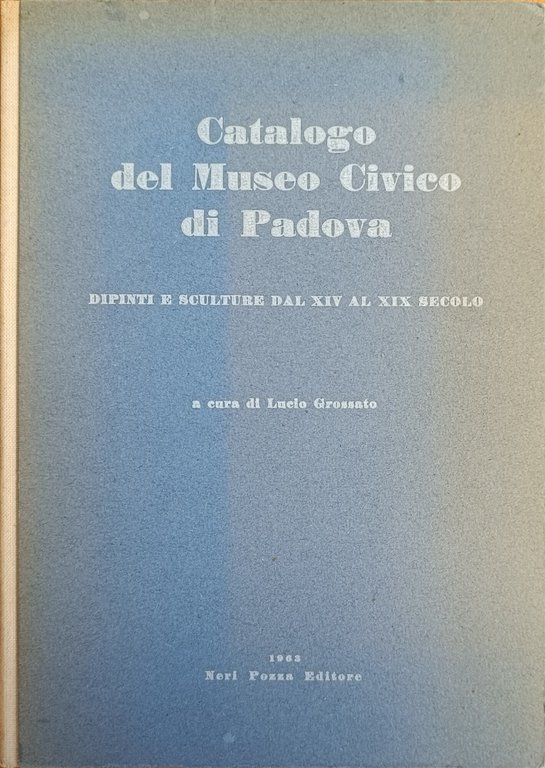 Catalogo
del Museo Civico
di Padova
DIPINTI E SCULTURE DAL XIV AL XIX SECOLO
a cura di Lucio Grossato
1963
Neri Pozza Editore